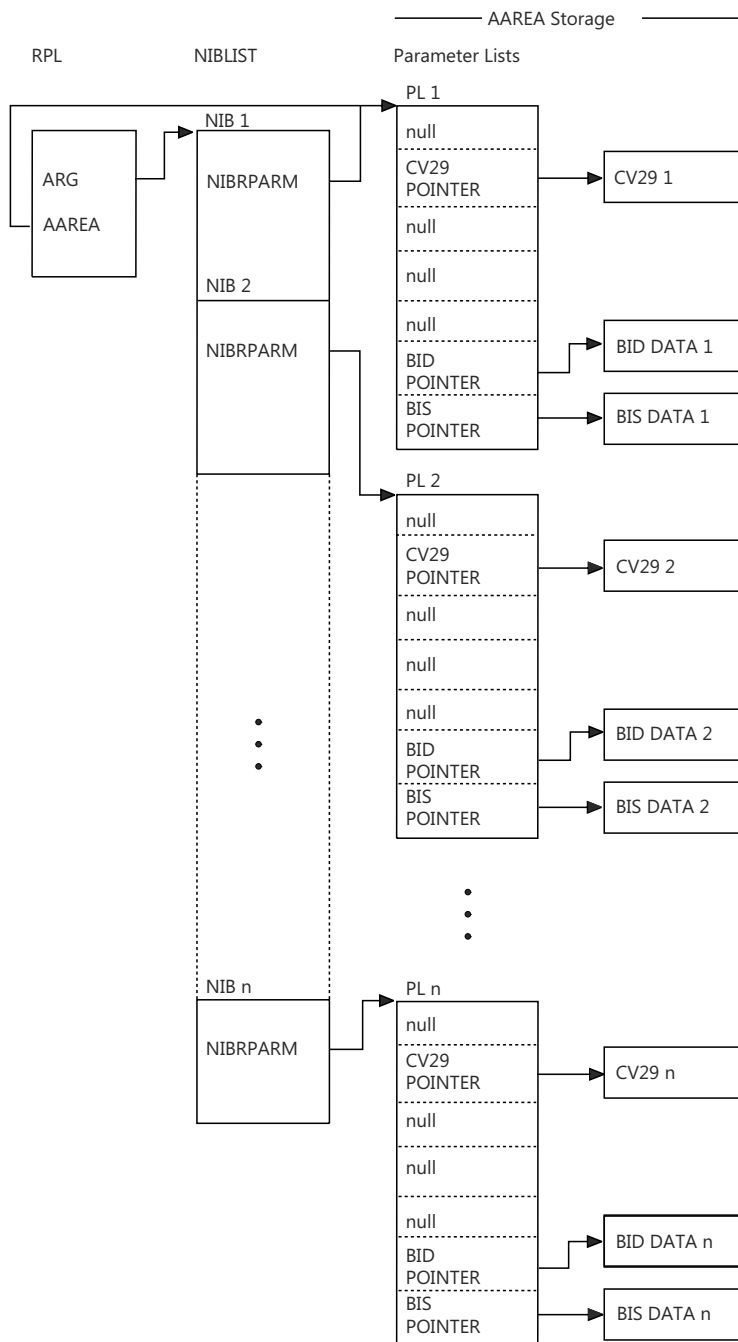 AAREA Storage
RPL
NIBLIST
Parameter Lists
ARG
AAREA
NIB 1
NIBRPARM
NIB 2
NIBRPARM
PL 1
null
CV29
POINTER
null
null
null
BID
POINTER
BIS
POINTER
CV29 1
BID DATA 1
BIS DATA 1
PL 2
null
CV29
POINTER
null
null
null
BID
POINTER
BIS
POINTER
CV29 2
BID DATA 2
BIS DATA 2
NIB n
NIBRPARM
PL n
null
CV29
POINTER
null
null
null
BID
POINTER
BIS
POINTER
CV29 n
BID DATA n
BIS DATA n